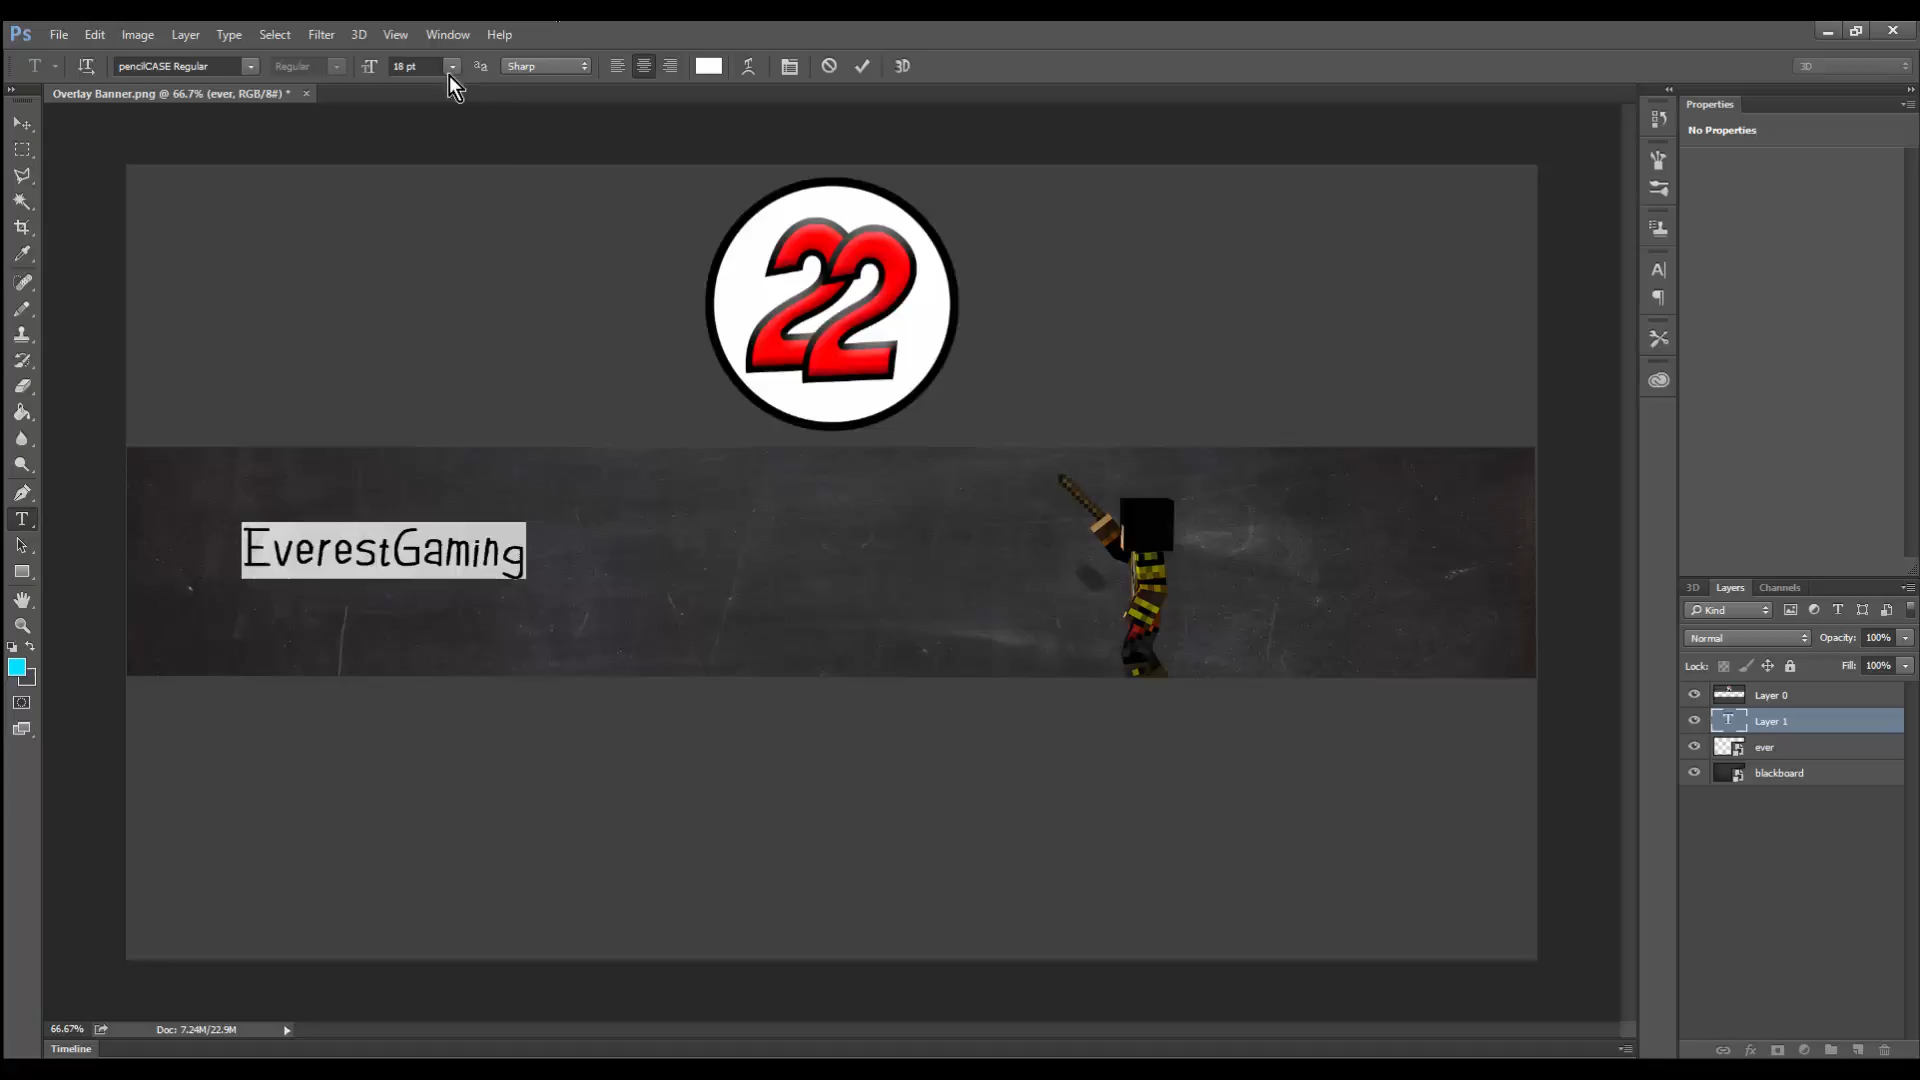 Ps File Edit Image Layer Type Select Filter 3D View Window Help
T pencilCASE Regular Regular 18 pt aa Sharp 3D 3D
Overlay Banner.png @ 66.7% (ever, RGB/8#) * ×
Properties
No Properties
22
EverestGaming
3D Layers Channels
Kind
Normal Opacity: 100%
Lock: Fill: 100%
Layer 0
Layer 1
ever
blackboard
66.67% Doc: 7.24M/22.9M
Timeline